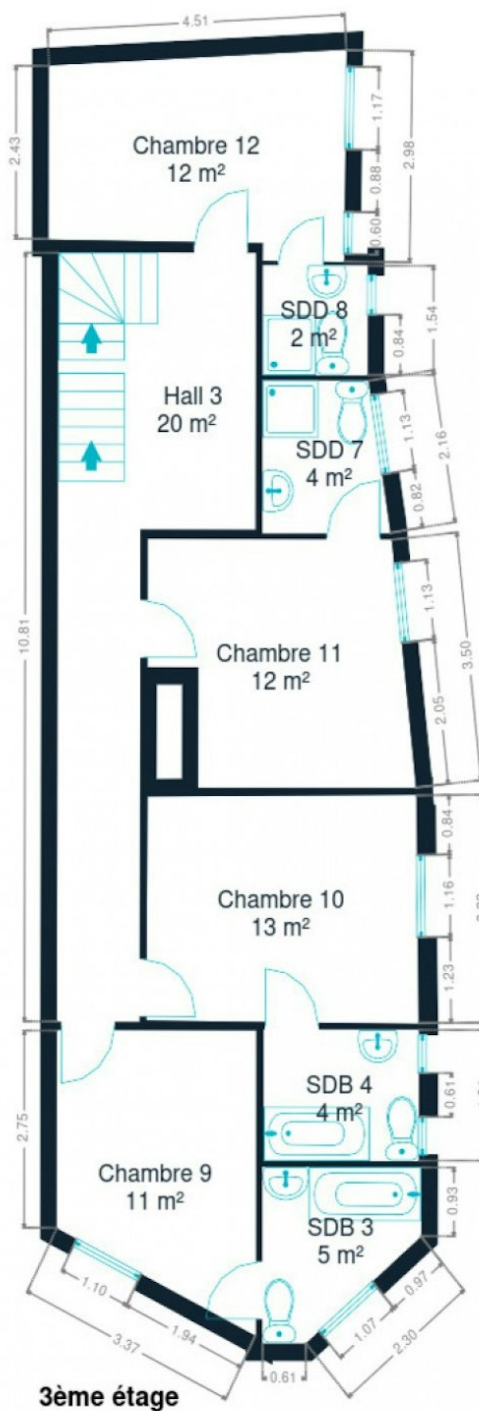 4.51
2.43
1.17
2.98
0.88
0.60
Chambre 12
12 m²
SDD 8
2 m²
1.54
0.84
Hall 3
20 m²
SDD 7
4 m²
1.13
2.16
0.82
10.81
Chambre 11
12 m²
1.13
3.50
2.05
0.84
Chambre 10
13 m²
1.16
1.23
2.75
SDB 4
4 m²
0.61
Chambre 9
11 m²
SDB 3
5 m²
0.93
1.10
1.94
3.37
0.97
1.07
2.30
0.61
3ème étage